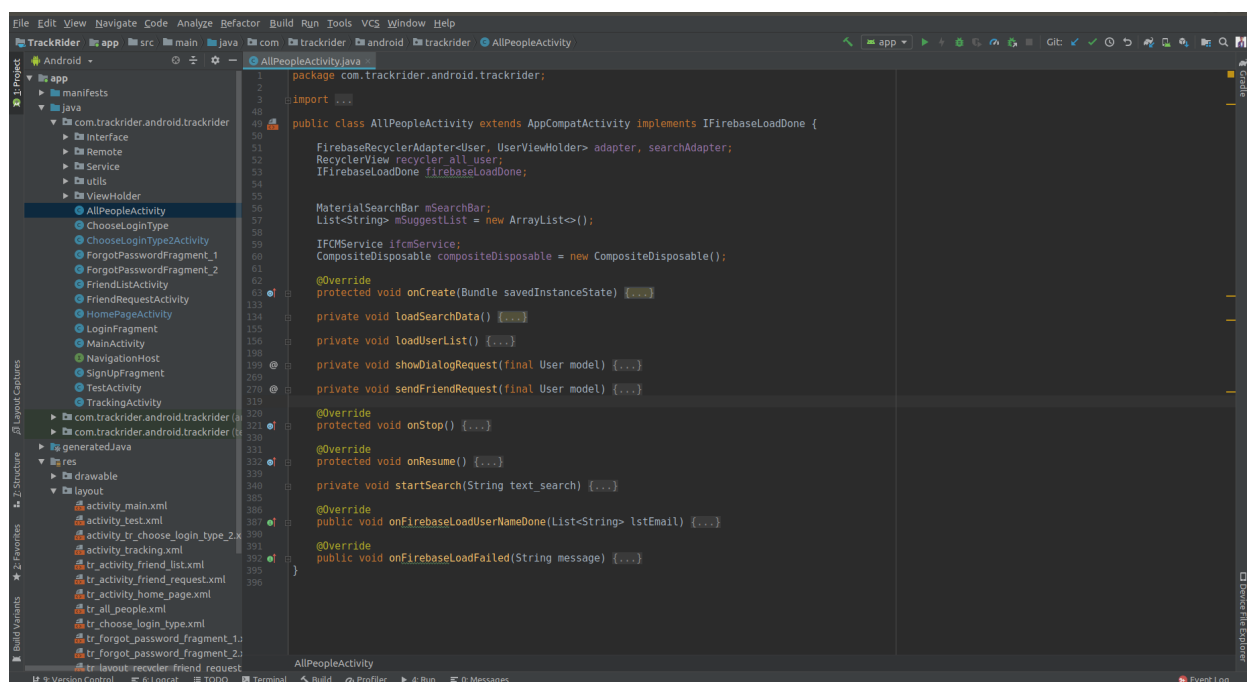 File Edit View Navigate Code Analyze Refactor Build Run Tools VCS Window Help
TrackRider app src main java com trackrider android trackrider AllPeopleActivity
app Git:
1: Project
Android
AllPeopleActivity.java
Gradle
app
manifests
java
com.trackrider.android.trackrider
Interface
Remote
Service
utils
ViewHolder
AllPeopleActivity
ChooseLoginType
ChooseLoginType2Activity
ForgotPasswordFragment_1
ForgotPasswordFragment_2
FriendListActivity
FriendRequestActivity
HomePageActivity
LoginFragment
MainActivity
NavigationHost
SignUpFragment
TestActivity
TrackingActivity
com.trackrider.android.trackrider (a
com.trackrider.android.trackrider (te
generatedJava
res
drawable
layout
activity_main.xml
activity_test.xml
activity_tr_choose_login_type_2.x
activity_tracking.xml
tr_activity_friend_list.xml
tr_activity_friend_request.xml
tr_activity_home_page.xml
tr_all_people.xml
tr_choose_login_type.xml
tr_forgot_password_fragment_1.x
tr_forgot_password_fragment_2.x
tr_layout_recycler_friend_request
Layout Captures
7: Structure
2: Favorites
Build Variants
1 package com.trackrider.android.trackrider;
2
3 import ...
48
49 public class AllPeopleActivity extends AppCompatActivity implements IFirebaseLoadDone {
50
51 FirebaseRecyclerAdapter<User, UserViewHolder> adapter, searchAdapter;
52 RecyclerView recycler_all_user;
53 IFirebaseLoadDone firebaseLoadDone;
54
55
56 MaterialSearchBar mSearchBar;
57 List<String> mSuggestList = new ArrayList<>();
58
59 IFCMService ifcmService;
60 CompositeDisposable compositeDisposable = new CompositeDisposable();
61
62 @Override
63 protected void onCreate(Bundle savedInstanceState) {...}
133
134 private void loadSearchData() {...}
155
156 private void loadUserList() {...}
198
199 @ private void showDialogRequest(final User model) {...}
269
270 @ private void sendFriendRequest(final User model) {...}
319
320 @Override
321 protected void onStop() {...}
330
331 @Override
332 protected void onResume() {...}
339
340 private void startSearch(String text_search) {...}
385
386 @Override
387 public void onFirebaseLoadUserNameDone(List<String> lstEmail) {...}
390
391 @Override
392 public void onFirebaseLoadFailed(String message) {...}
395 }
396
AllPeopleActivity
Device File Explorer
9: Version Control 6: Logcat TODO Terminal Build Profiler 4: Run 0: Messages Event Log